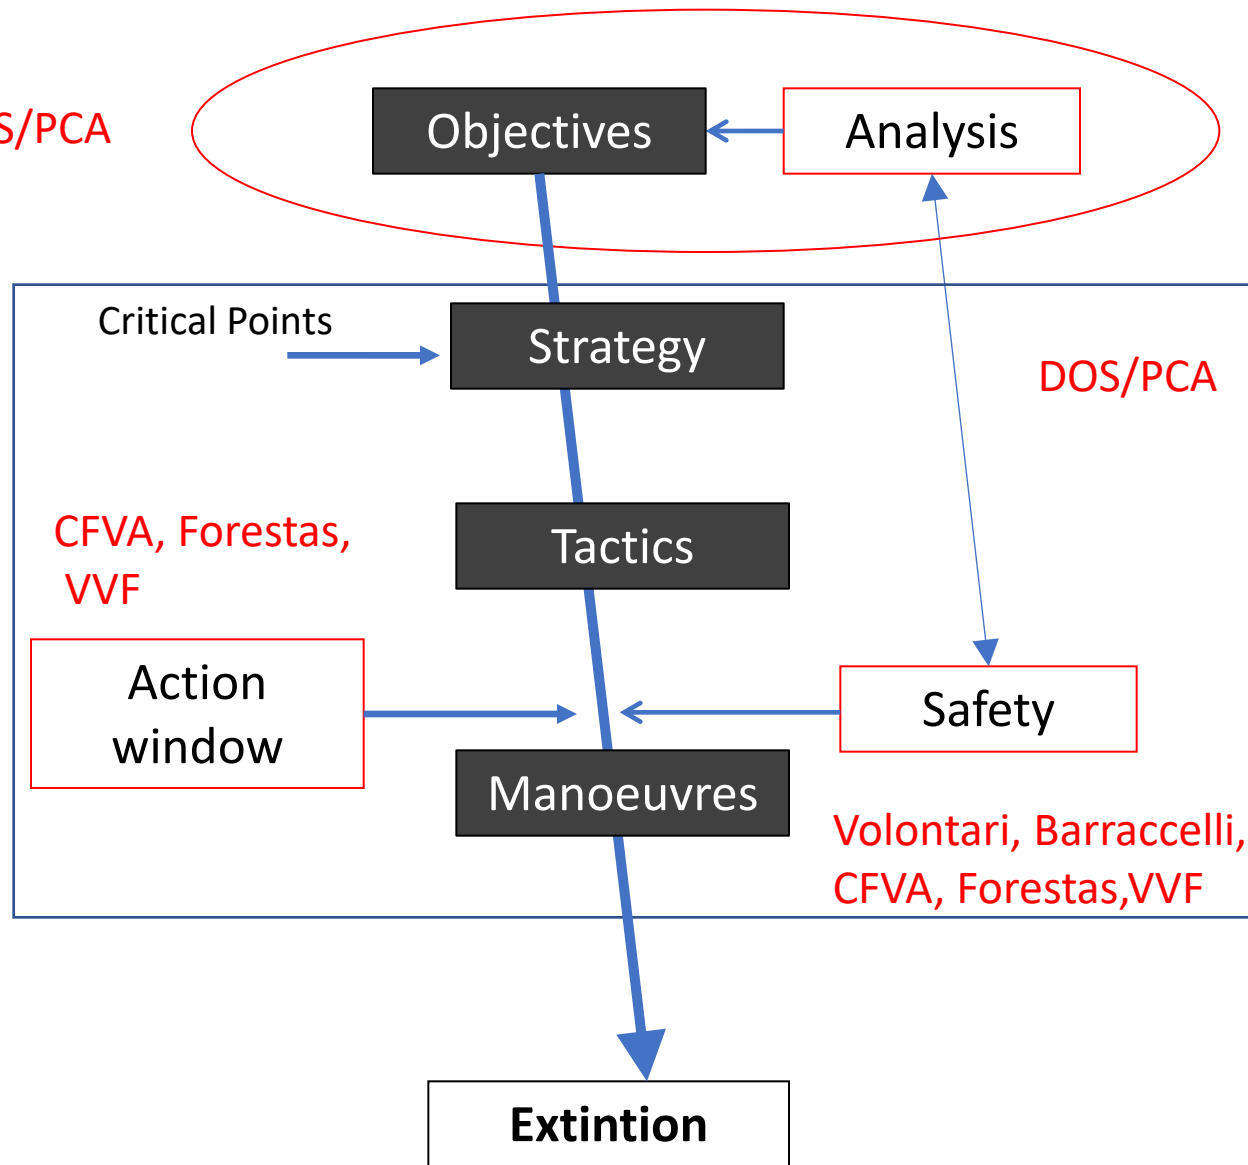 S/PCA
Objectives
Analysis
Critical Points
Strategy
DOS/PCA
CFVA, Forestas,
VVF
Tactics
Action
window
Safety
Manoeuvres
Volontari, Barraccelli,
CFVA, Forestas,VVF
Extintion